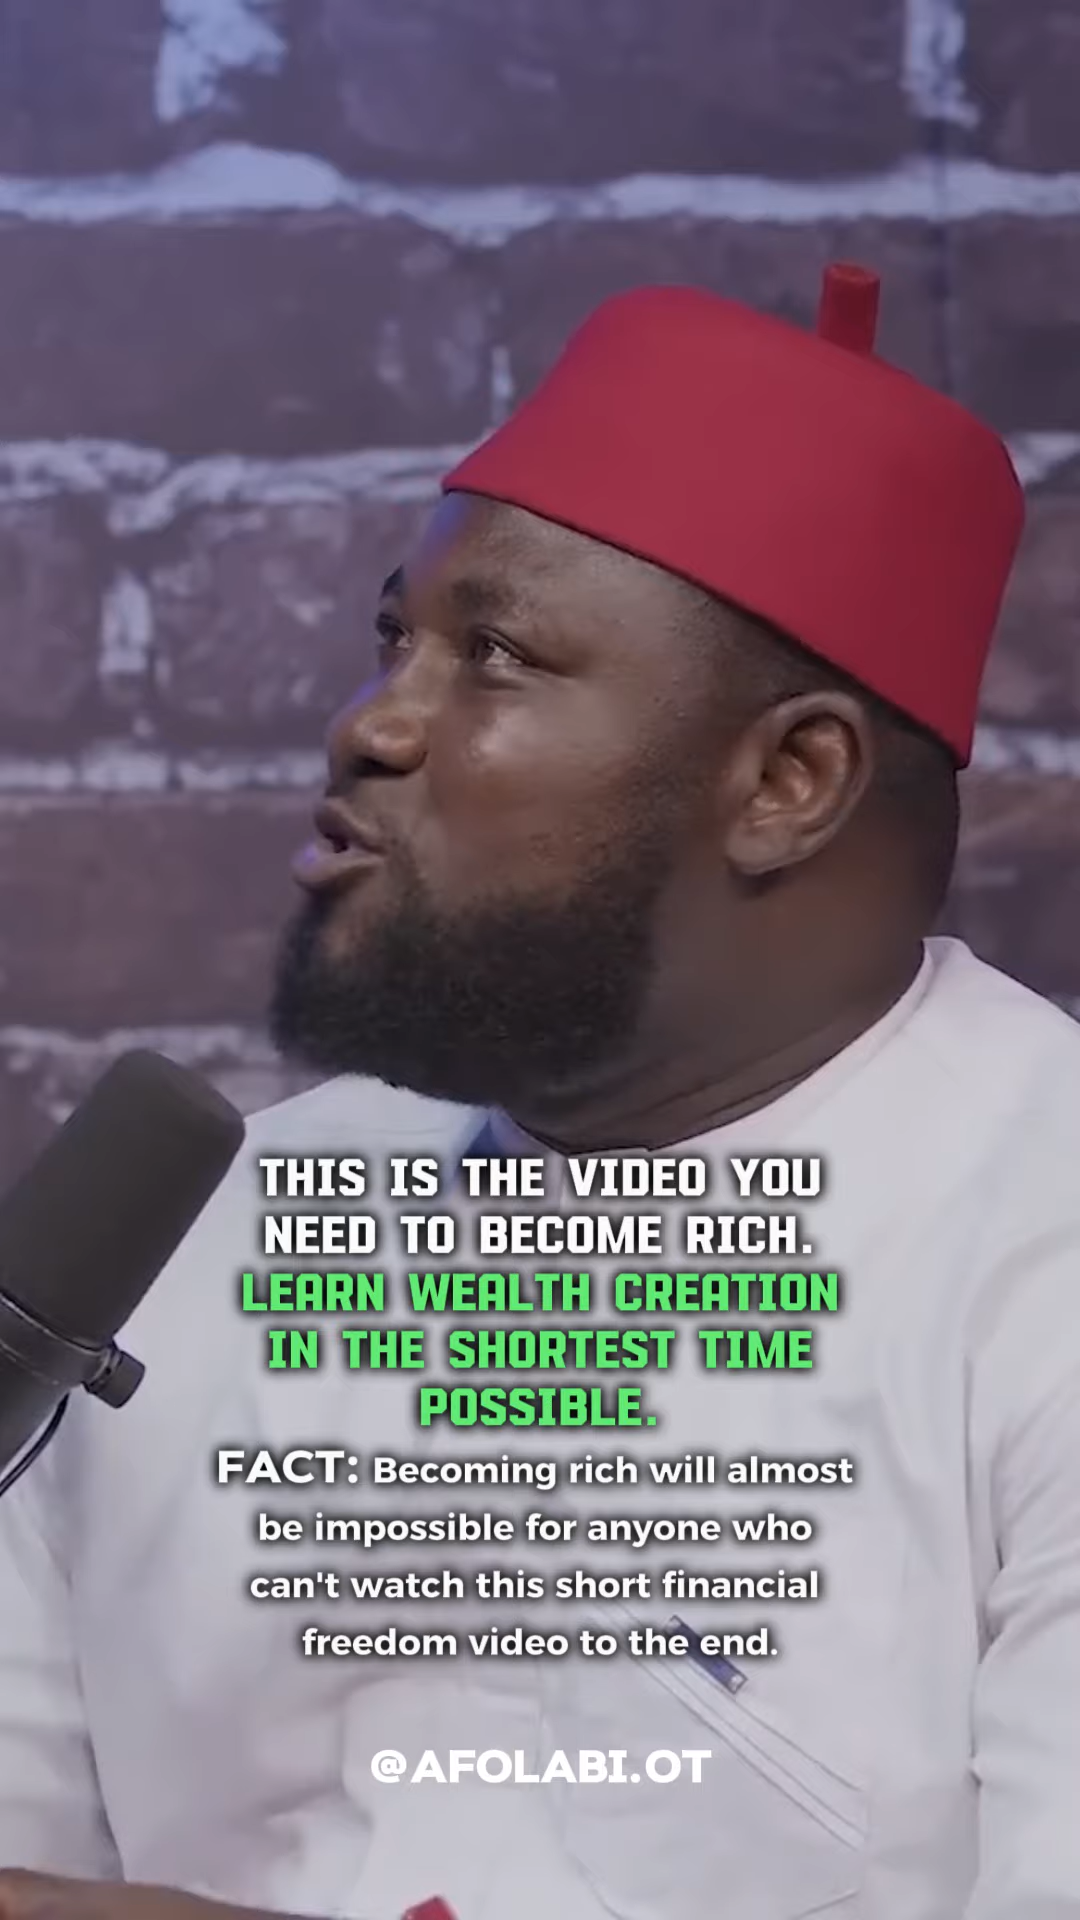 THIS IS THE VIDEO YOU
NEED TO BECOME RICH.
LEARN WEALTH CREATION
IN THE SHORTEST TIME
POSSIBLE.
FACT: Becoming rich will almost
be impossible for anyone who
can't watch this short financial
freedom video to the end.
@AFOLABI.OT